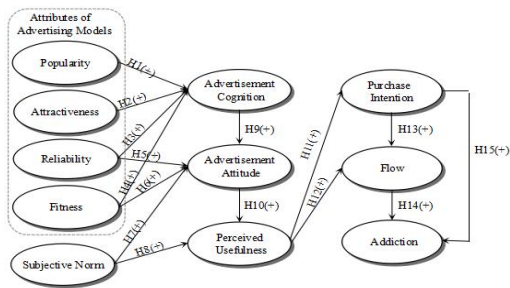 Attributes of
Advertising Models
Popularity
Attractiveness
Reliability
Fitness
Subjective Norm
H1(+)
H2(+)
H3(+)
H4(+)
H5(+)
H6(+)
H7(+)
H8(+)
Advertisement
Cognition
H9(+)
Advertisement
Attitude
H10(+)
Perceived
Usefulness
H11(+)
H12(+)
Purchase
Intention
H13(+)
Flow
H14(+)
Addiction
H15(+)